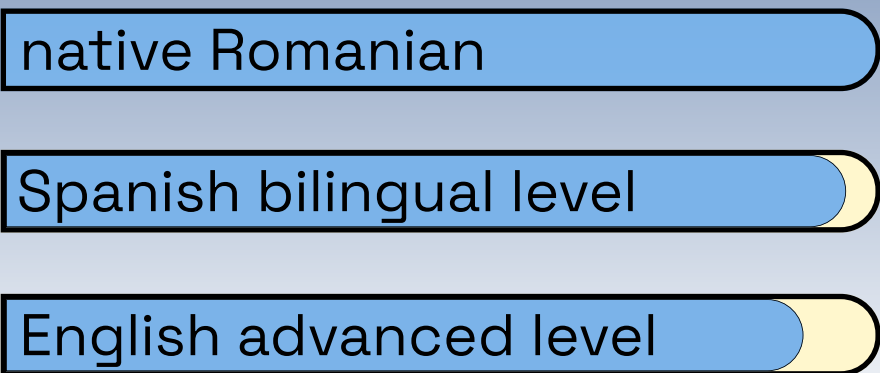 native Romanian
Spanish bilingual level
English advanced level